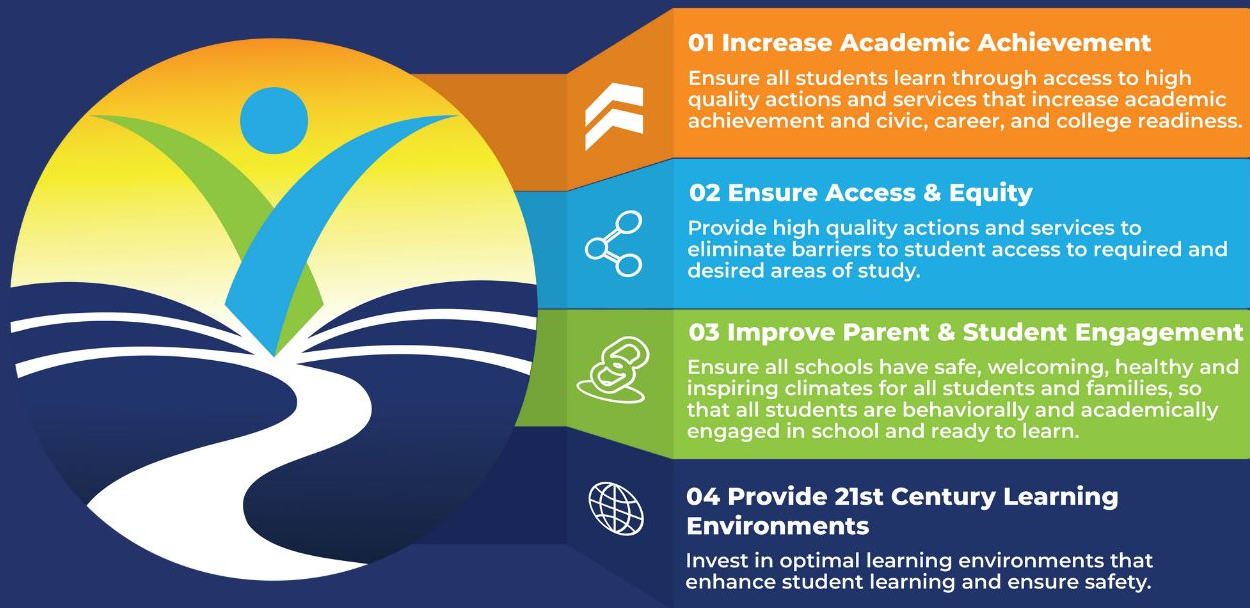 01 Increase Academic Achievement
Ensure all students learn through access to high
quality actions and services that increase academic
achievement and civic, career, and college readiness.
02 Ensure Access & Equity
Provide high quality actions and services to
eliminate barriers to student access to required and
desired areas of study.
03 Improve Parent & Student Engagement
Ensure all schools have safe, welcoming, healthy and
inspiring climates for all students and families, so
that all students are behaviorally and academically
engaged in school and ready to learn.
04 Provide 21st Century Learning
Environments
Invest in optimal learning environments that
enhance student learning and ensure safety.